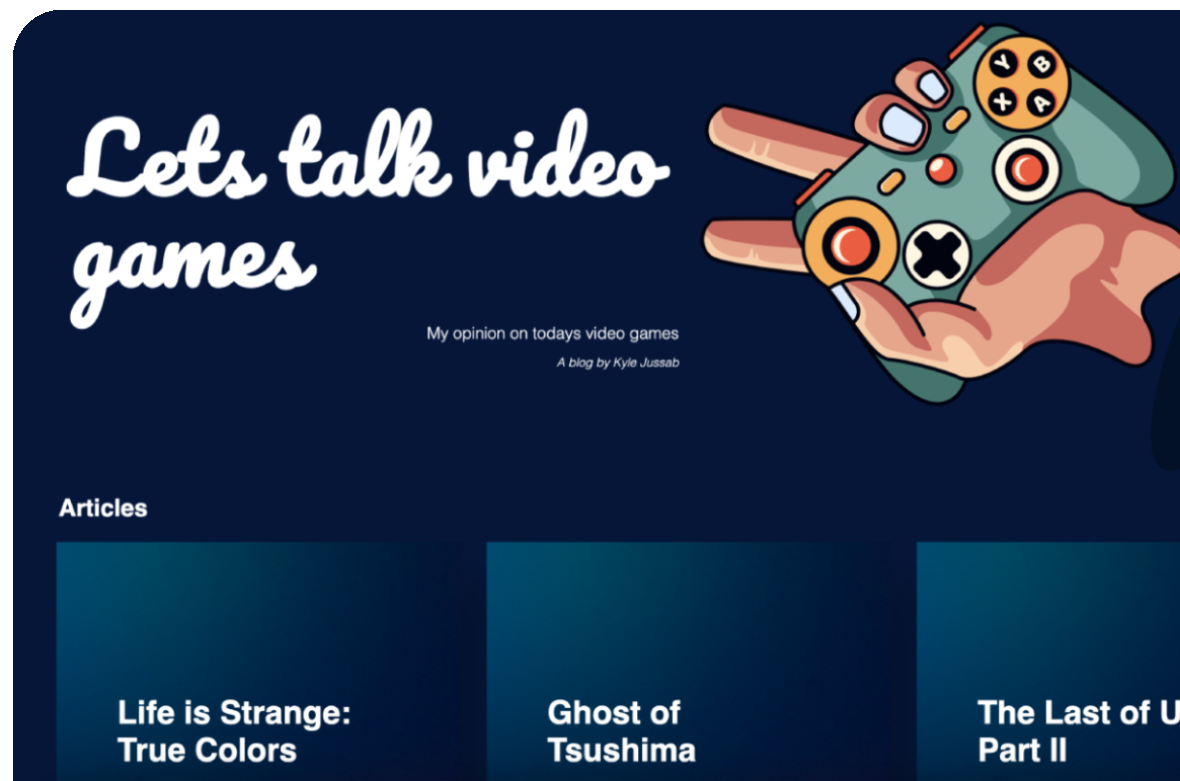 Lets talk video
games
My opinion on todays video games
A blog by Kyle Jussab
Y
B
X
A
Articles
Life is Strange:
True Colors
Ghost of
Tsushima
The Last of U
Part II